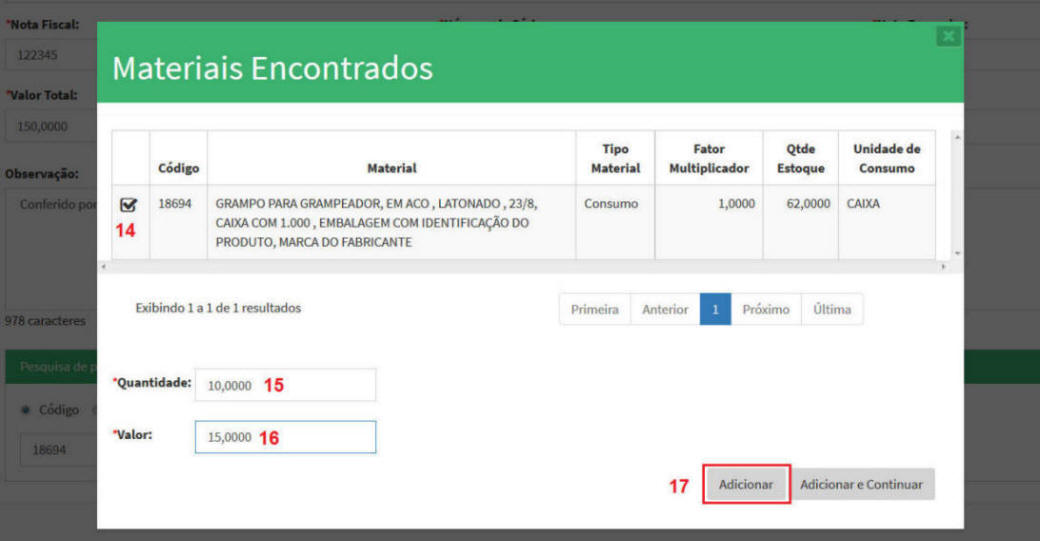 *Nota Fiscal:
122345
Materiais Encontrados
*Valor Total:
150,0000
Código Material Tipo Material Fator Multiplicador Qtde Estoque Unidade de Consumo
Observação:
Conferido por
18694 GRAMPO PARA GRAMPEADOR, EM ACO , LATONADO , 23/8, Consumo 1,0000 62,0000 CAIXA
14 CAIXA COM 1.000 , EMBALAGEM COM IDENTIFICAÇÃO DO
PRODUTO, MARCA DO FABRICANTE
Exibindo 1 a 1 de 1 resultados
Primeira Anterior 1 Próximo Última
978 caracteres
Pesquisa de p
*Quantidade: 10,0000 15
Código
*Valor: 15,0000 16
18694
17 Adicionar Adicionar e Continuar